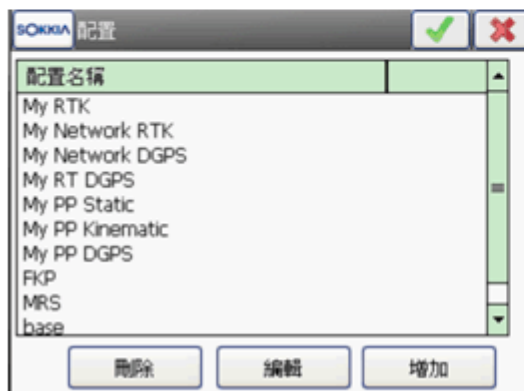 SOKKIA 配置
配置名稱
My RTK
My Network RTK
My Network DGPS
My RT DGPS
My PP Static
My PP Kinematic
My PP DGPS
FKP
MRS
base
刪除 編輯 增加